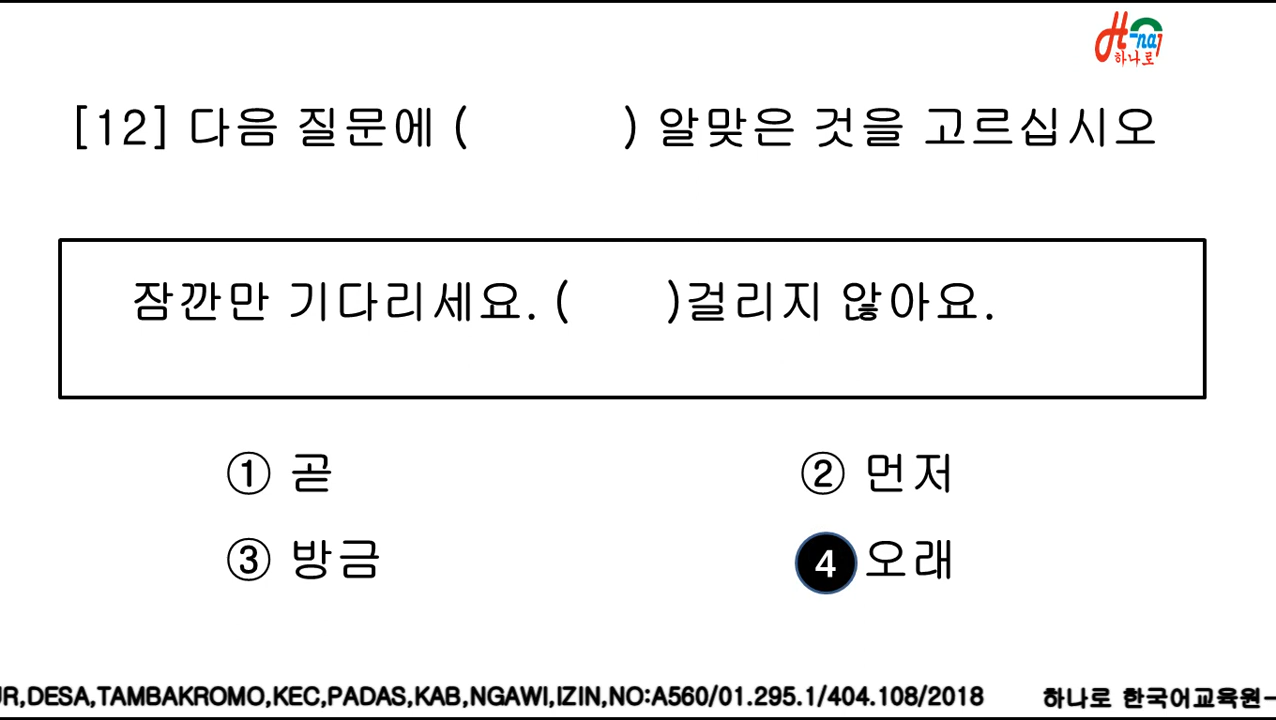 H-na
하나로
[12] 다음 질문에 ( ) 알맞은 것을 고르십시오
잠깐만 기다리세요. ( )걸리지 않아요.
① 곧 ② 먼저
③ 방금 4 오래
R,DESA,TAMBAKROMO,KEC,PADAS,KAB,NGAWI,IZIN,NO:A560/01.295.1/404.108/2018 하나로 한국어교육원-